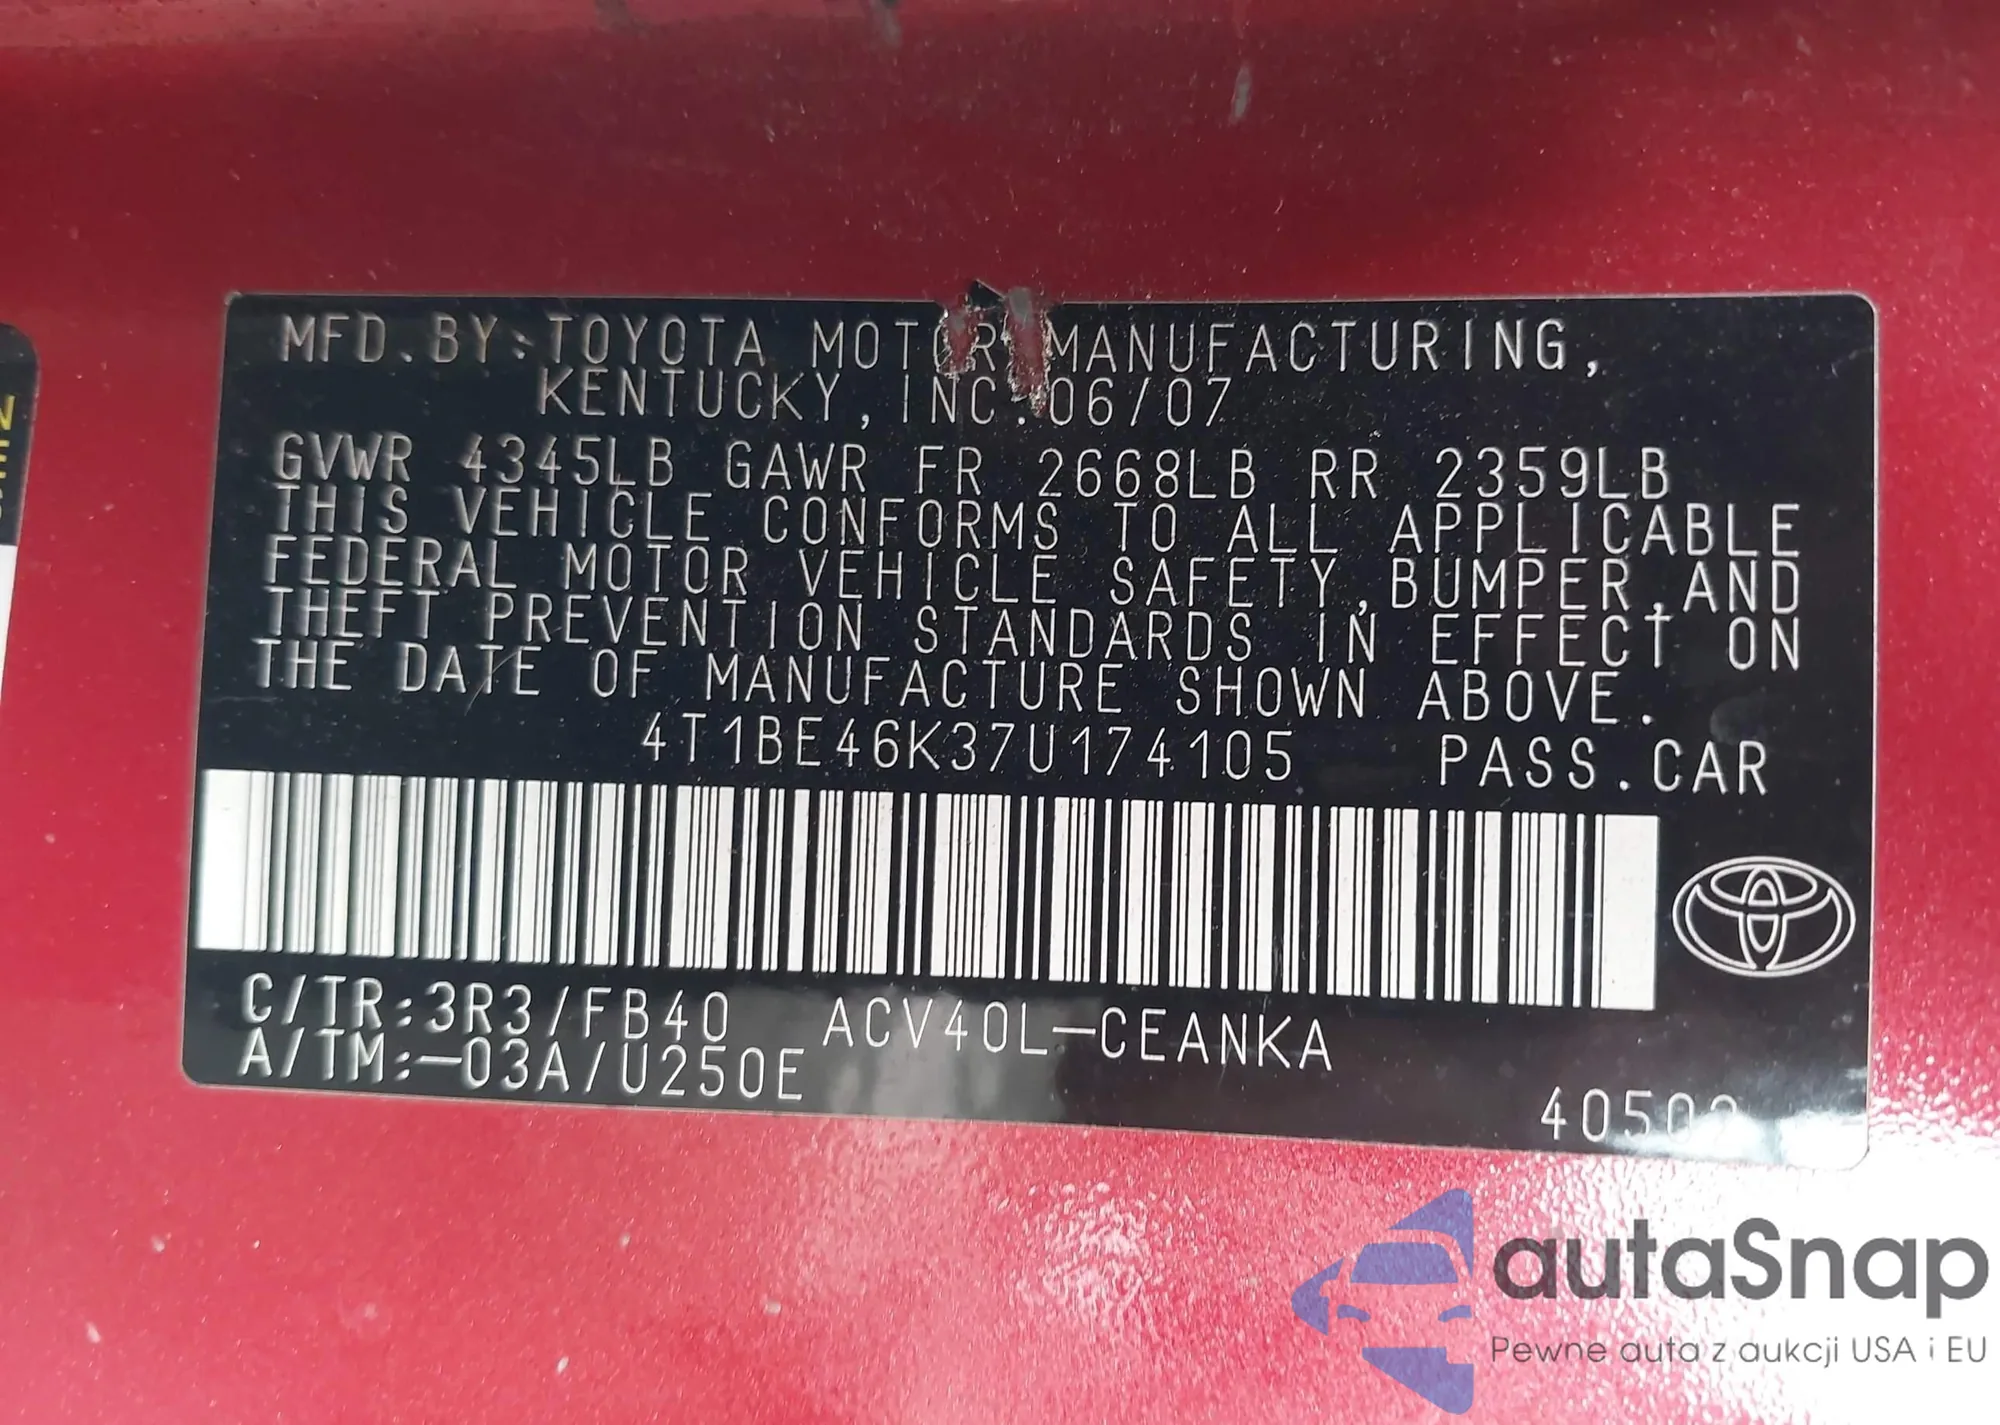 MFD.BY:TOYOTA MOTOR MANUFACTURING,
KENTUCKY,INC.06/07
GVWR 4345LB GAWR FR 2668LB RR 2359LB
THIS VEHICLE CONFORMS TO ALL APPLICABLE
FEDERAL MOTOR VEHICLE SAFETY,BUMPER,AND
THEFT PREVENTION STANDARDS IN EFFECT ON
THE DATE OF MANUFACTURE SHOWN ABOVE.
4T1BE46K37U174105 PASS.CAR
C/TR:3R3/FB40 ACV40L-CEANKA
A/TM:-03A/U250E
autaSnap
Pewne auta z aukcji USA i EU